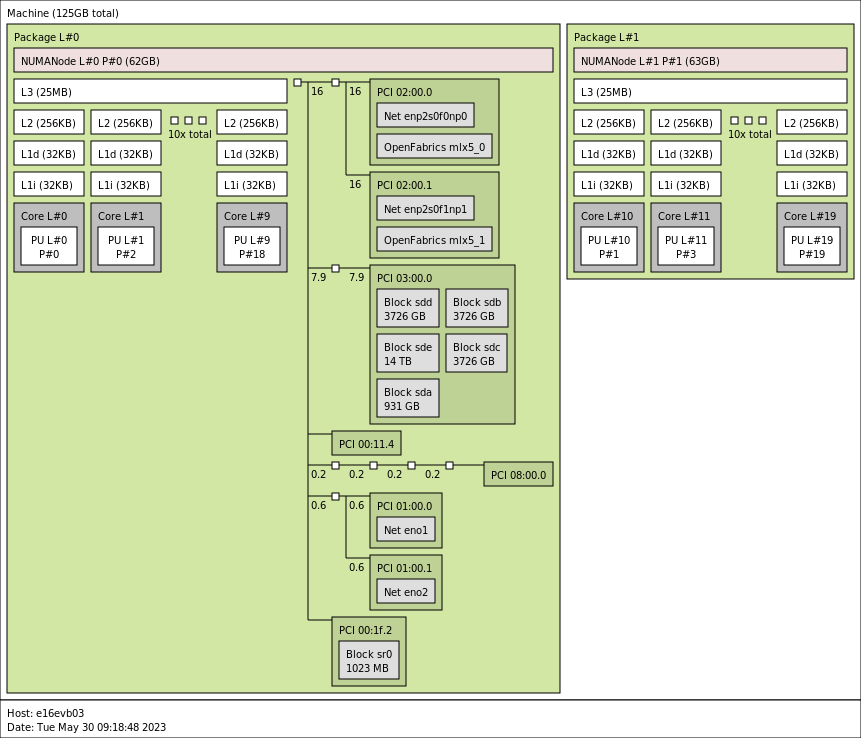 Machine (125GB total)
Package L#0
NUMANode L#0 P#0 (62GB)
L3 (25MB)
L2 (256KB) L2 (256KB) L2 (256KB)
10x total
L1d (32KB) L1d (32KB) L1d (32KB)
L1i (32KB) L1i (32KB) L1i (32KB)
Core L#0 Core L#1 Core L#9
PU L#0 PU L#1 PU L#9
P#0 P#2 P#18
16 16 PCI 02:00.0
Net enp2s0f0np0
OpenFabrics mlx5_0
16 PCI 02:00.1
Net enp2s0f1np1
OpenFabrics mlx5_1
7.9 7.9 PCI 03:00.0
Block sdd Block sdb
3726 GB 3726 GB
Block sde Block sdc
14 TB 3726 GB
Block sda
931 GB
PCI 00:11.4
0.2 0.2 0.2 0.2 PCI 08:00.0
0.6 0.6 PCI 01:00.0
Net eno1
0.6 PCI 01:00.1
Net eno2
PCI 00:1f.2
Block sr0
1023 MB
Package L#1
NUMANode L#1 P#1 (63GB)
L3 (25MB)
L2 (256KB) L2 (256KB) L2 (256KB)
10x total
L1d (32KB) L1d (32KB) L1d (32KB)
L1i (32KB) L1i (32KB) L1i (32KB)
Core L#10 Core L#11 Core L#19
PU L#10 PU L#11 PU L#19
P#1 P#3 P#19
Host: e16evb03
Date: Tue May 30 09:18:48 2023